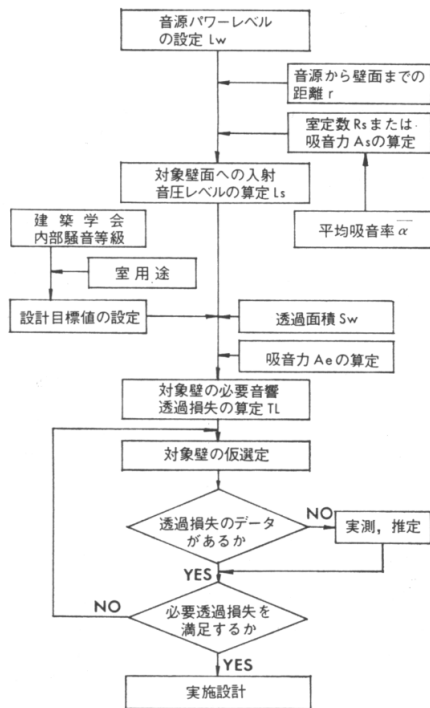 音源パワーレベル
の設定 Lw
音源から壁面までの
距離 r
室定数 Rsまたは
吸音力 Asの算定
対象壁面への入射
音圧レベルの算定 Ls
平均吸音率 α
建築学会
内部騒音等級
室用途
設計目標値の設定
透過面積 Sw
吸音力 Aeの算定
対象壁の必要音響
透過損失の算定 TL
対象壁の仮選定
透過損失のデータ
があるか
NO
実測，推定
YES
NO
必要透過損失を
満足するか
YES
実施設計